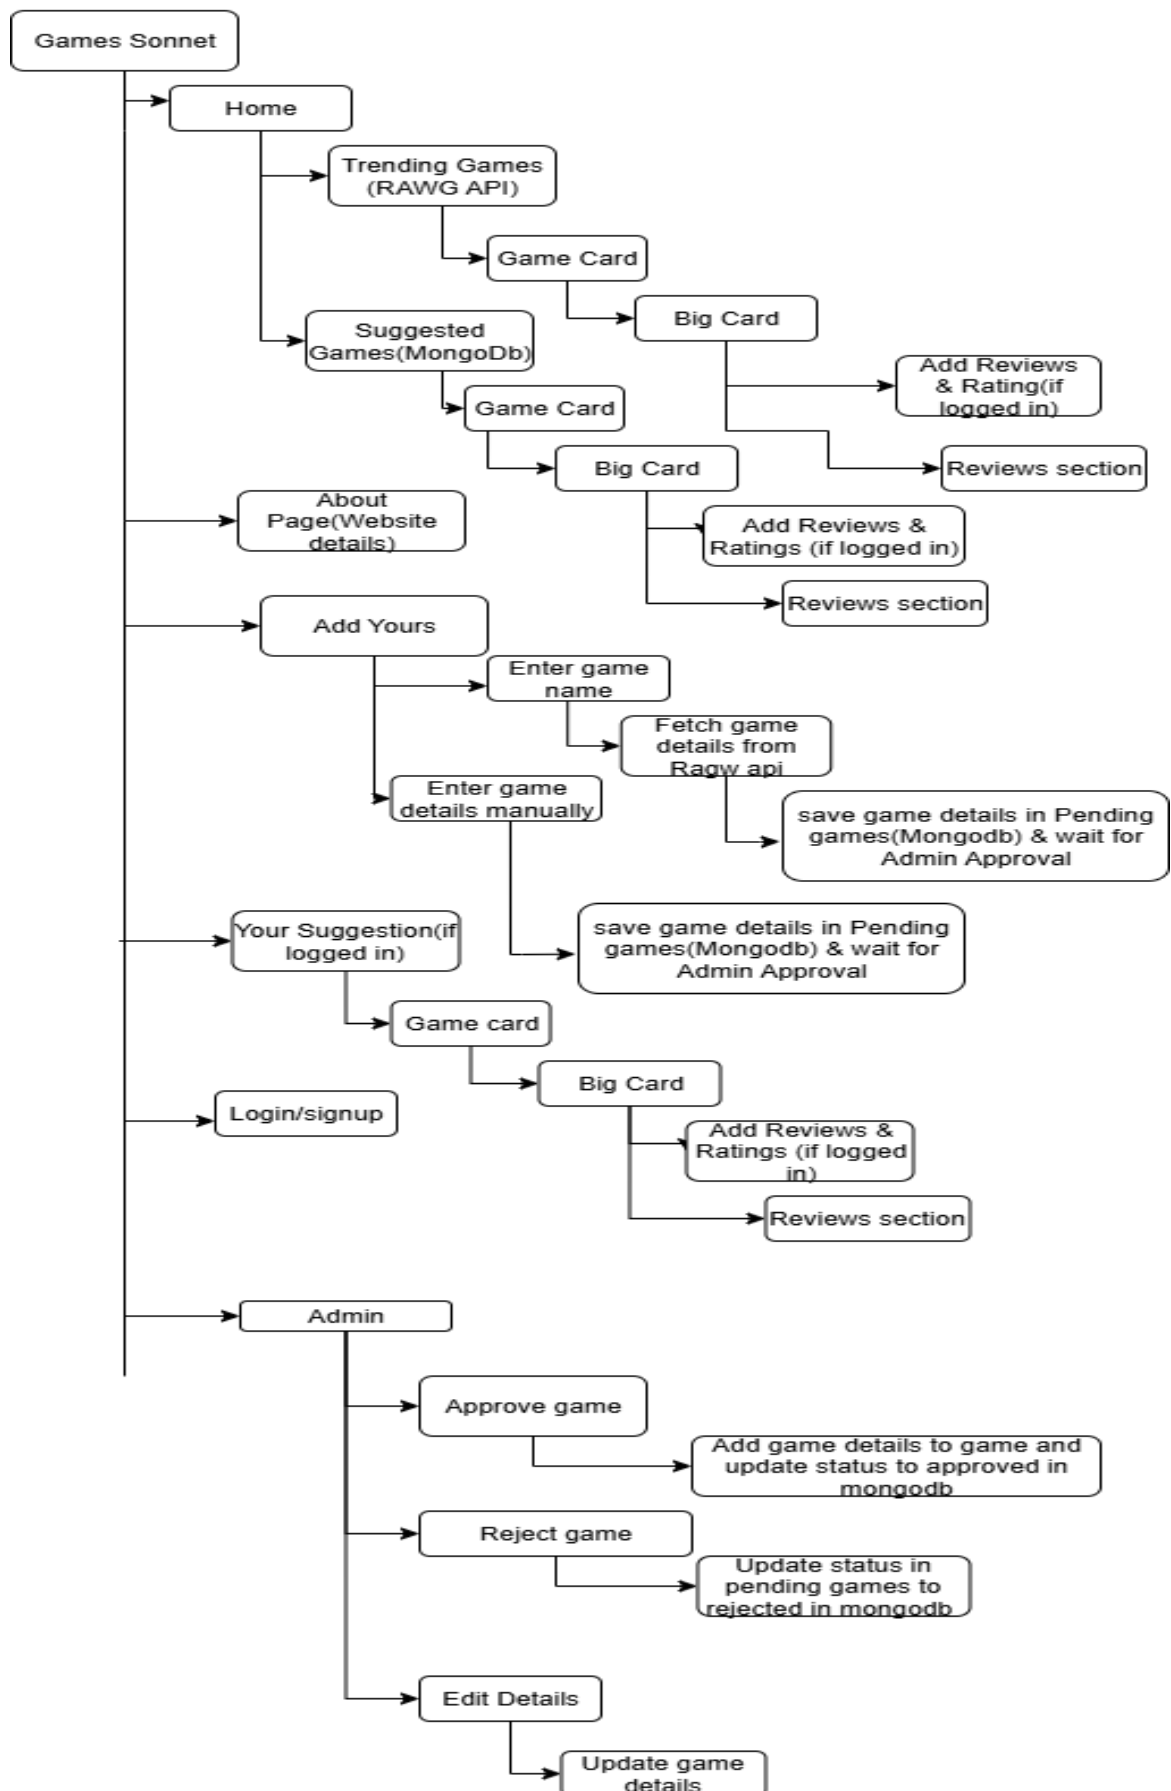 Games Sonnet
Home
Trending Games
(RAWG API)
Game Card
Big Card
Add Reviews
& Rating(if
logged in)
Reviews section
Suggested
Games(MongoDb)
Game Card
Big Card
Add Reviews &
Ratings (if logged in)
Reviews section
About
Page(Website
details)
Add Yours
Enter game
name
Fetch game
details from
Ragw api
save game details in Pending
games(Mongodb) & wait for
Admin Approval
Enter game
details manually
save game details in Pending
games(Mongodb) & wait for
Admin Approval
Your Suggestion(if
logged in)
Game card
Big Card
Add Reviews &
Ratings (if logged
in)
Reviews section
Login/signup
Admin
Approve game
Add game details to game and
update status to approved in
mongodb
Reject game
Update status in
pending games to
rejected in mongodb
Edit Details
Update game
details